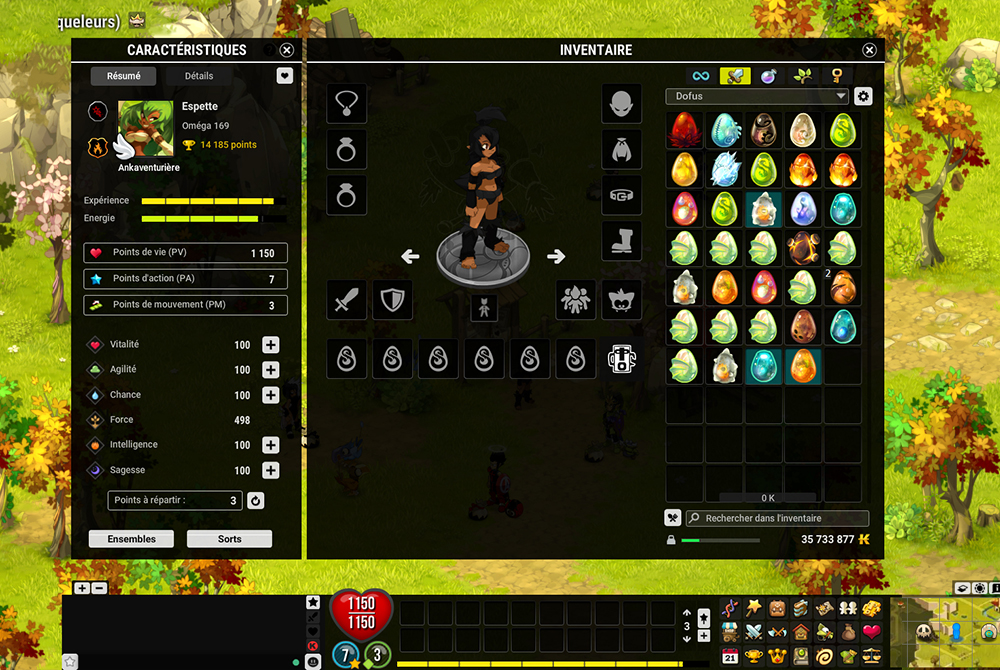 queleurs)
CARACTÉRISTIQUES
Résumé
Détails
Espette
Oméga 169
14 185 points
Ankaventurière
Expérience
Energie
Points de vie (PV) 1 150
Points d'action (PA) 7
Points de mouvement (PM) 3
Vitalité 100
Agilité 100
Chance 100
Force 498
Intelligence 100
Sagesse 100
Points à répartir : 3
Ensembles
Sorts
INVENTAIRE
Dofus
2
0 K
Rechercher dans l'inventaire
35 733 877 K
1150
1150
7
3
3
21